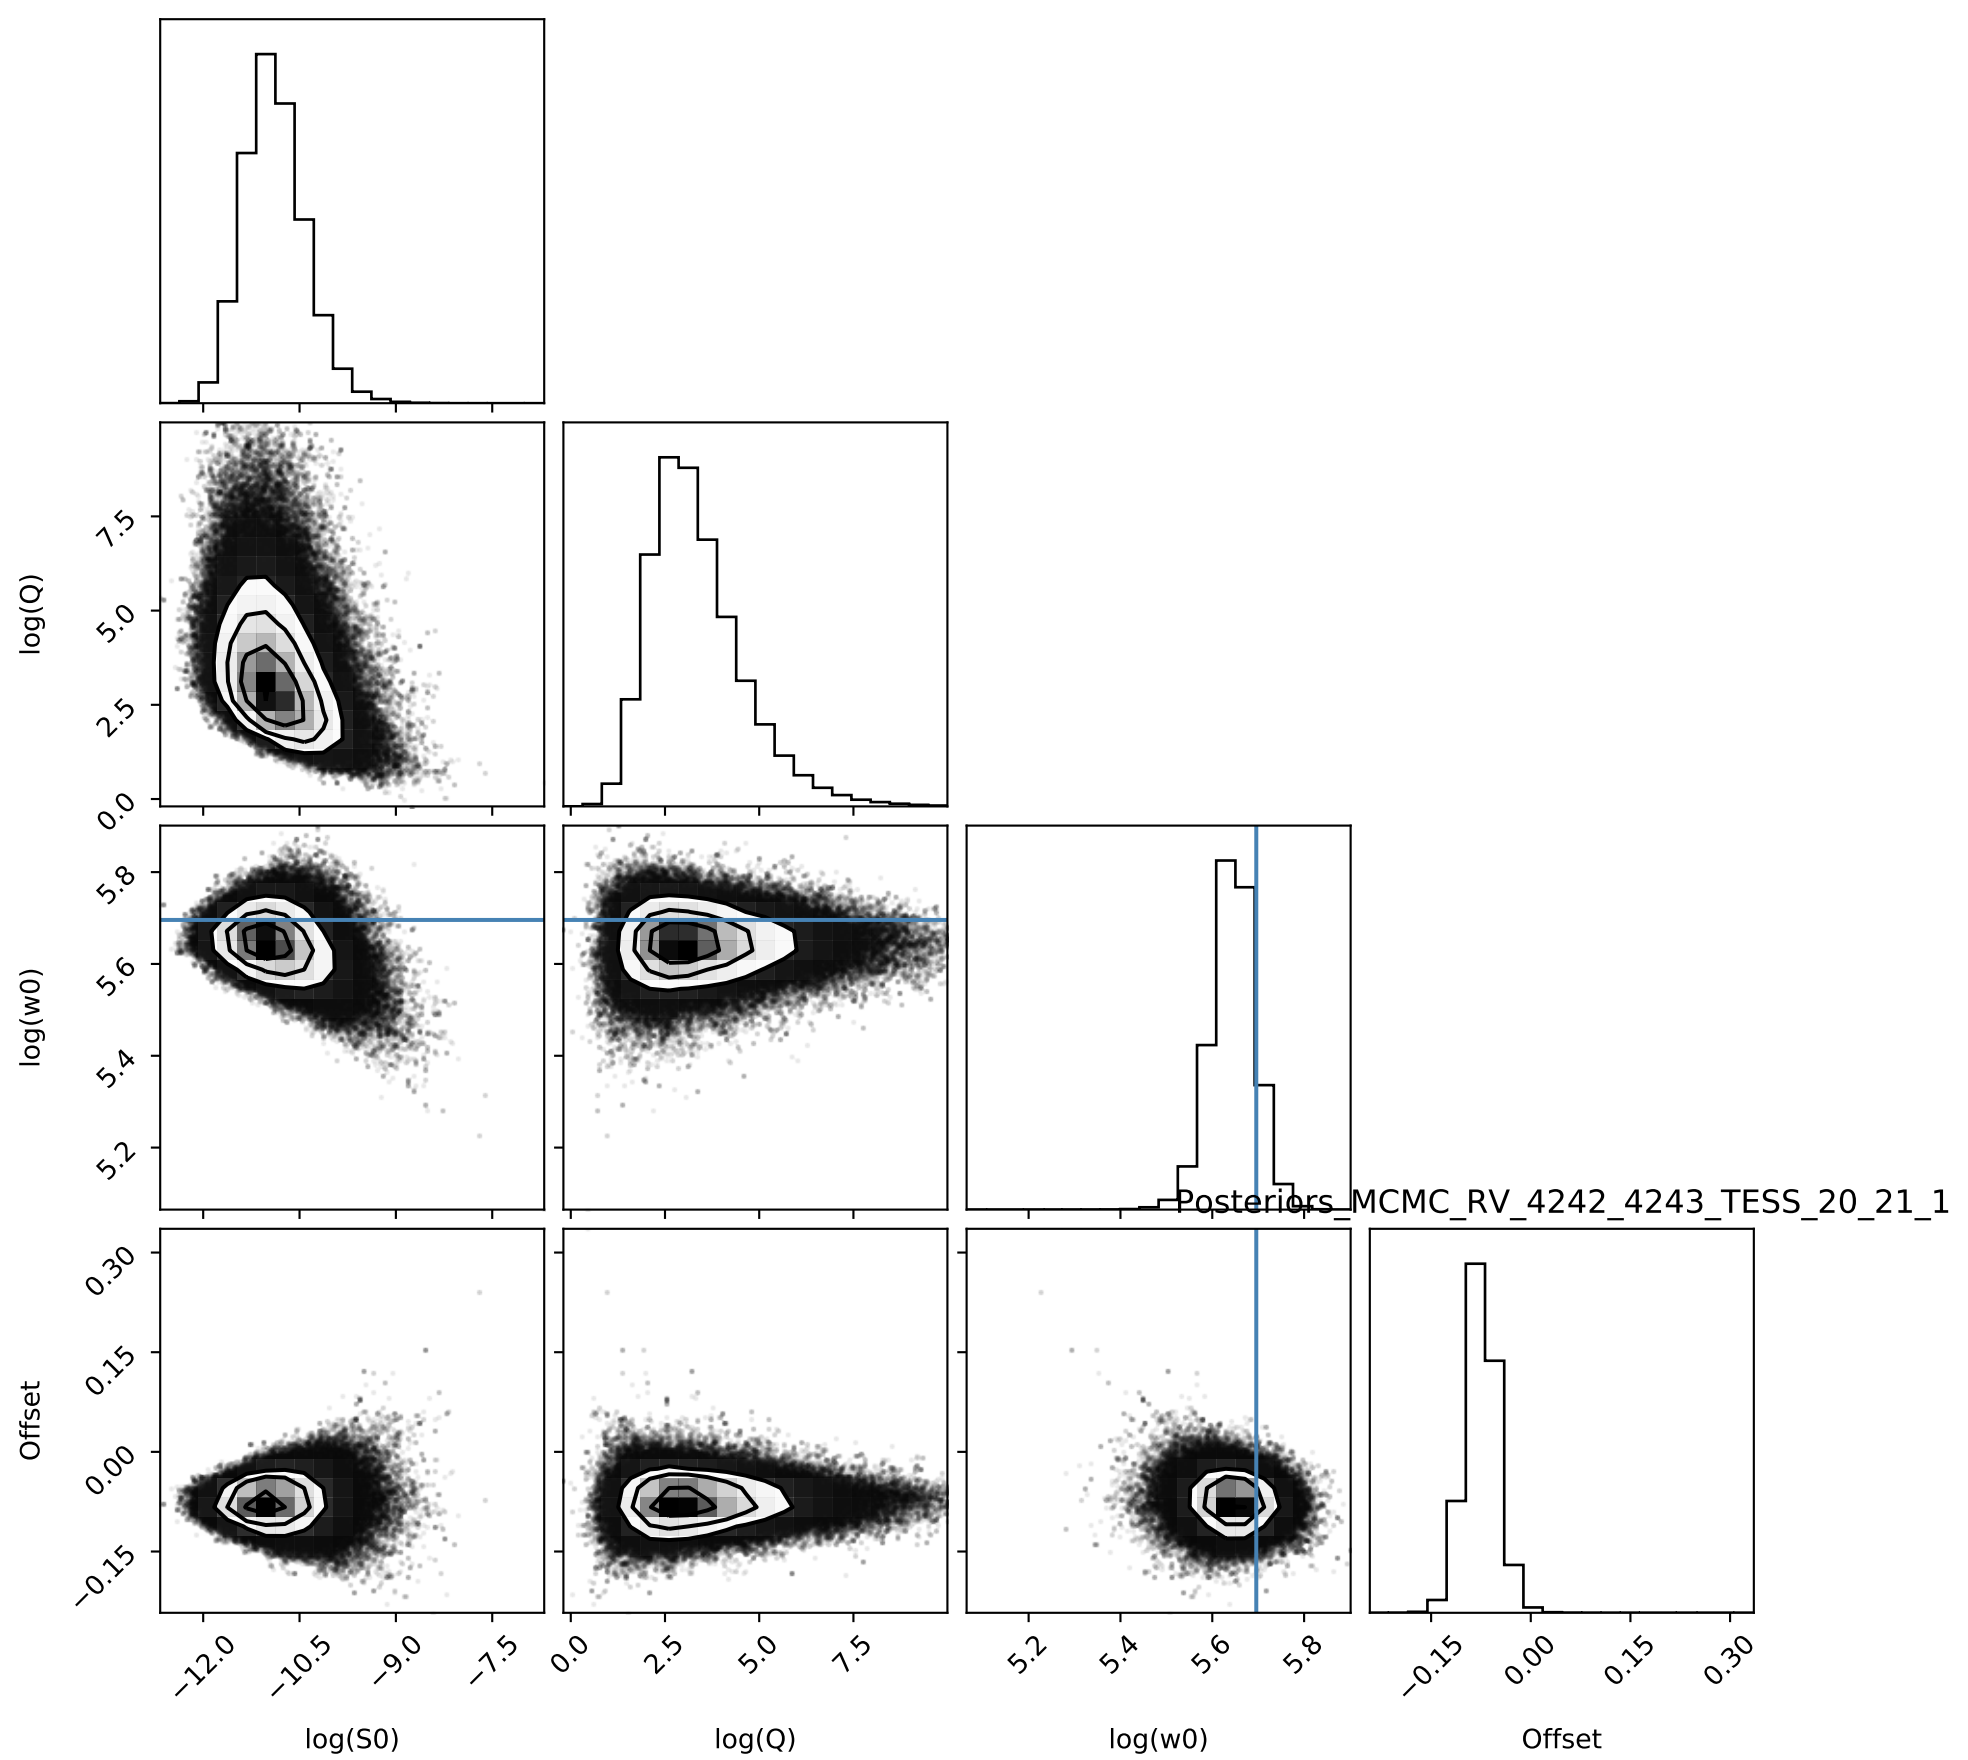 log(Q)
7.5
5.0
2.5
0.0
log(w0)
5.8
5.6
5.4
5.2
Posteriors_MCMC_RV_4242_4243_TESS_20_21_1
Offset
0.30
0.15
0.00
−0.15
−12.0 −10.5 −9.0 −7.5 0.0 2.5 5.0 7.5 5.2 5.4 5.6 5.8 −0.15 0.00 0.15 0.30
log(S0) log(Q) log(w0) Offset